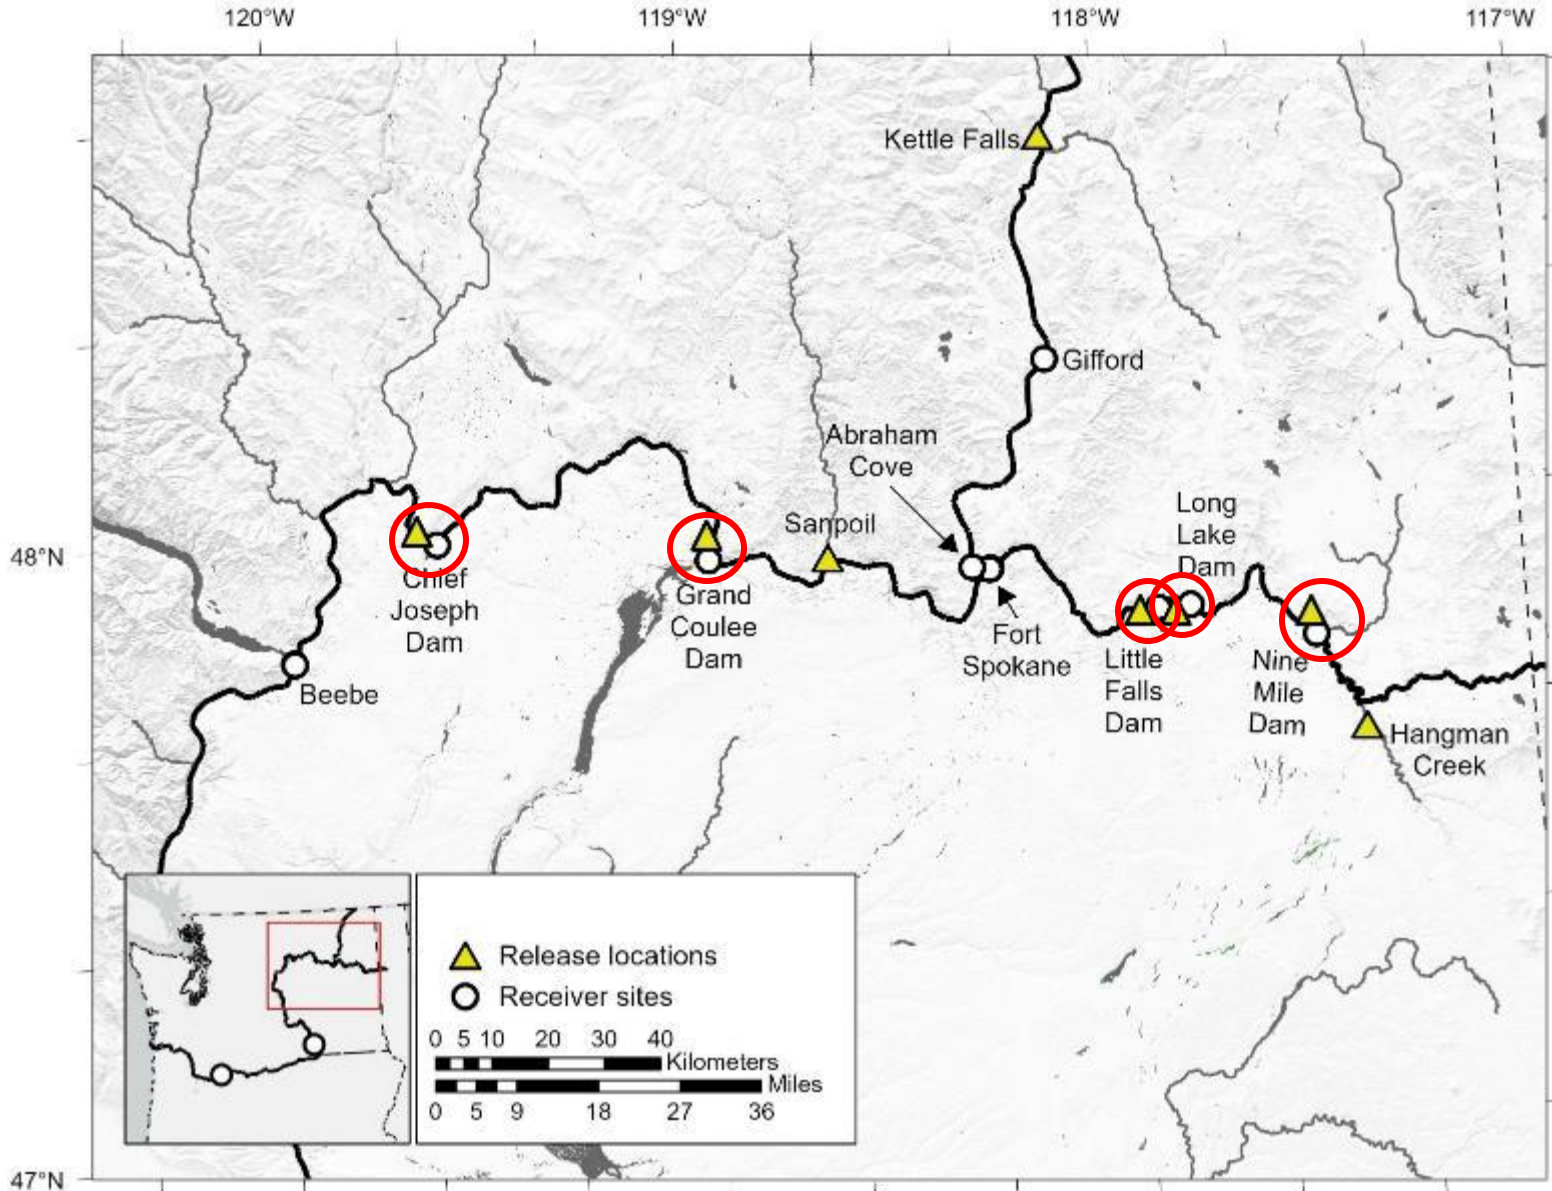 120°W
119°W
118°W
117°W
Kettle Falls
Gifford
Abraham
Cove
Long
Lake
Dam
Sanpoil
48°N
Chief
Joseph
Dam
Grand
Coulee
Dam
Fort
Spokane
Little
Falls
Dam
Nine
Mile
Dam
Beebe
Hangman
Creek
Release locations
Receiver sites
0 5 10 20 30 40
Kilometers
Miles
0 5 9 18 27 36
47°N